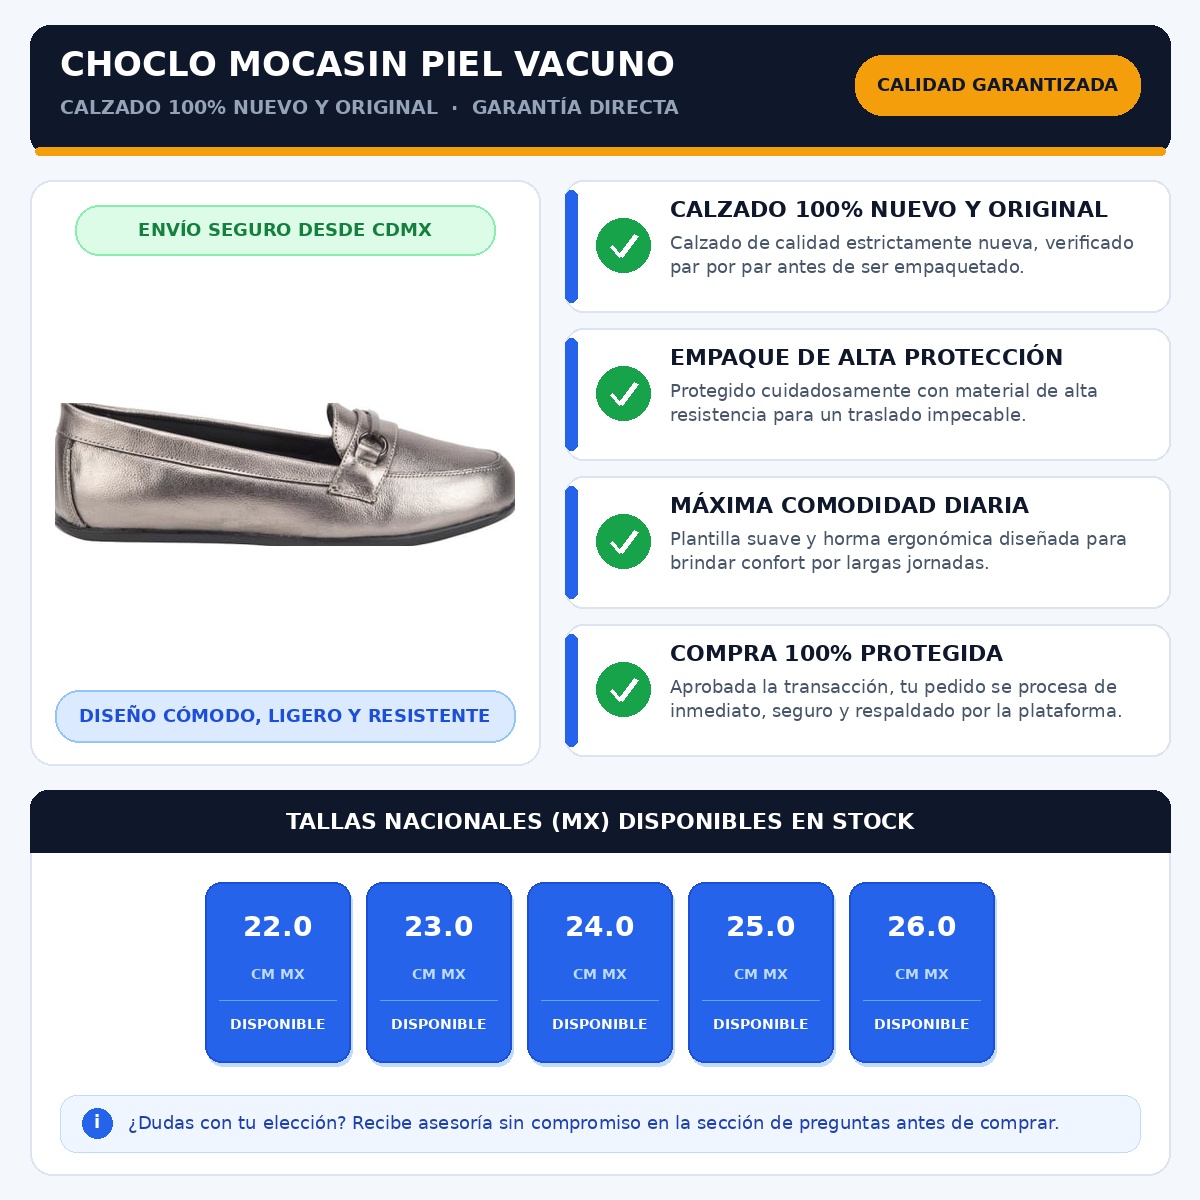 CHOCLO MOCASIN PIEL VACUNO
CALZADO 100% NUEVO Y ORIGINAL · GARANTÍA DIRECTA
CALIDAD GARANTIZADA
ENVÍO SEGURO DESDE CDMX
DISEÑO CÓMODO, LIGERO Y RESISTENTE
CALZADO 100% NUEVO Y ORIGINAL
Calzado de calidad estrictamente nueva, verificado
par por par antes de ser empaquetado.
EMPAQUE DE ALTA PROTECCIÓN
Protegido cuidadosamente con material de alta
resistencia para un traslado impecable.
MÁXIMA COMODIDAD DIARIA
Plantilla suave y horma ergonómica diseñada para
brindar confort por largas jornadas.
COMPRA 100% PROTEGIDA
Aprobada la transacción, tu pedido se procesa de
inmediato, seguro y respaldado por la plataforma.
TALLAS NACIONALES (MX) DISPONIBLES EN STOCK
22.0
CM MX
DISPONIBLE
23.0
CM MX
DISPONIBLE
24.0
CM MX
DISPONIBLE
25.0
CM MX
DISPONIBLE
26.0
CM MX
DISPONIBLE
i ¿Dudas con tu elección? Recibe asesoría sin compromiso en la sección de preguntas antes de comprar.